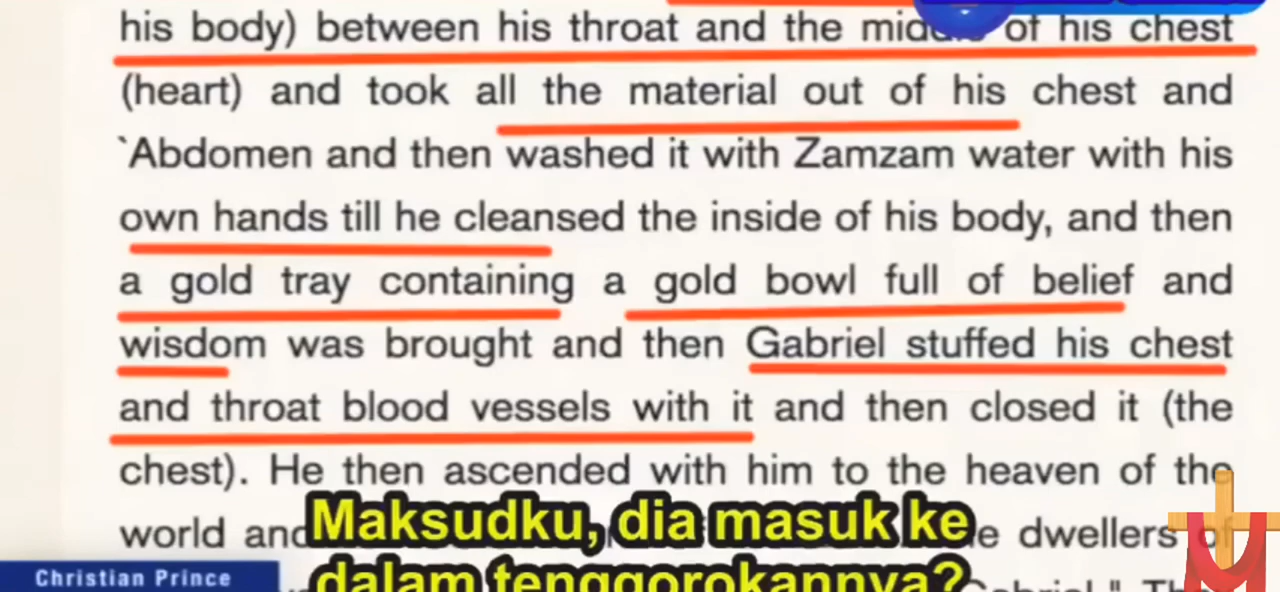 his body) between his throat and the middle of his chest
(heart) and took all the material out of his chest and
`Abdomen and then washed it with Zamzam water with his
own hands till he cleansed the inside of his body, and then
a gold tray containing a gold bowl full of belief and
wisdom was brought and then Gabriel stuffed his chest
and throat blood vessels with it and then closed it (the
chest). He then ascended with him to the heaven of the
world and dwellers of
Maksudku, dia masuk ke
dalam tenggorokannya?
Christian Prince
Gabriel."